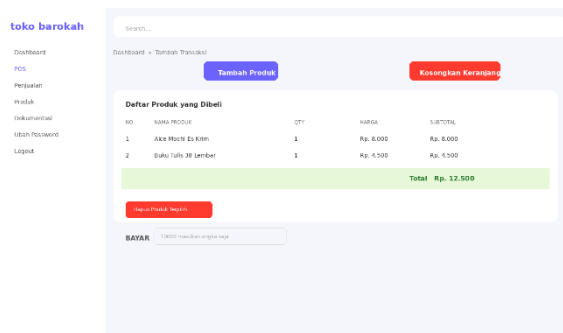 toko barokah
Search...
Dashboard
POS
Penjualan
Produk
Dokumentasi
Ubah Password
Logout
Dashboard » Tambah Transaksi
Tambah Produk
Kosongkan Keranjang
Daftar Produk yang Dibeli
NO NAMA PRODUK QTY HARGA SUBTOTAL
1 Aice Mochi Es Krim 1 Rp. 8.000 Rp. 8.000
2 Buku Tulis 38 Lembar 1 Rp. 4.500 Rp. 4.500
Total Rp. 12.500
Hapus Produk Terpilih
BAYAR
masukan angka saja